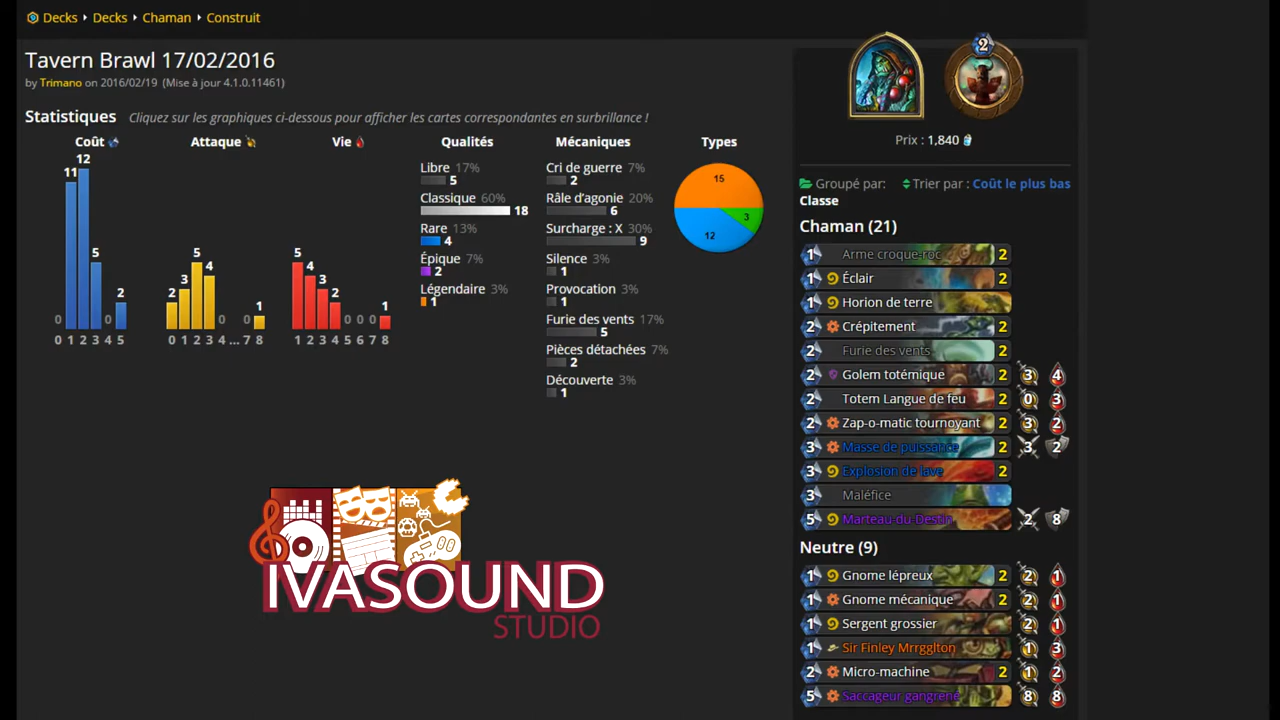 Decks Decks Chaman Construit
Tavern Brawl 17/02/2016
by Trimano on 2016/02/19 (Mise à jour 4.1.0.11461)
Statistiques Cliquez sur les graphiques ci-dessous pour afficher les cartes correspondantes en surbrillance !
Coût
11 12 5 2
0 0
0 1 2 3 4 5
Attaque
2 3 5 4 1
0 0
0 1 2 3 4 ... 7 8
Vie
5 4 3 2 1
0 0 0
1 2 3 4 5 6 7 8
Qualités
Libre 17%
5
Classique 60%
18
Rare 13%
4
Épique 7%
2
Légendaire 3%
1
Mécaniques
Cri de guerre 7%
2
Râle d'agonie 20%
6
Surcharge : X 30%
9
Silence 3%
1
Provocation 3%
1
Furie des vents 17%
5
Pièces détachées 7%
2
Découverte 3%
1
Types
15
3
12
IVASOUND
STUDIO
2
Prix : 1,840
Groupé par: Trier par : Coût le plus bas
Classe
Chaman (21)
1 Arme croque-roc 2
1 Éclair 2
1 Horion de terre
2 Crépitement 2
2 Furie des vents 2
2 Golem totémique 2 3 4
2 Totem Langue de feu 2 0 3
2 Zap-o-matic tournoyant 2 3 2
3 Masse de puissance 2 3 2
3 Explosion de lave 2
3 Maléfice
5 Marteau-du-Destin 2 8
Neutre (9)
1 Gnome lépreux 2 2 1
1 Gnome mécanique 2 2 1
1 Sergent grossier 2 2 1
1 Sir Finley Mrrgglton 1 3
2 Micro-machine 2 1 2
5 Saccageur gangrené 8 8